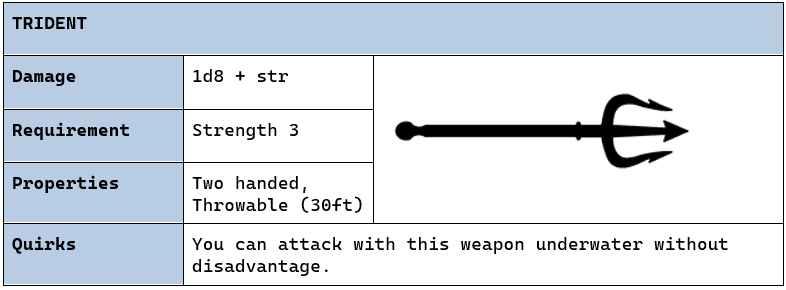 TRIDENT
Damage
1d8 + str
Requirement
Strength 3
Properties
Two handed,
Throwable (30ft)
Quirks
You can attack with this weapon underwater without
disadvantage.